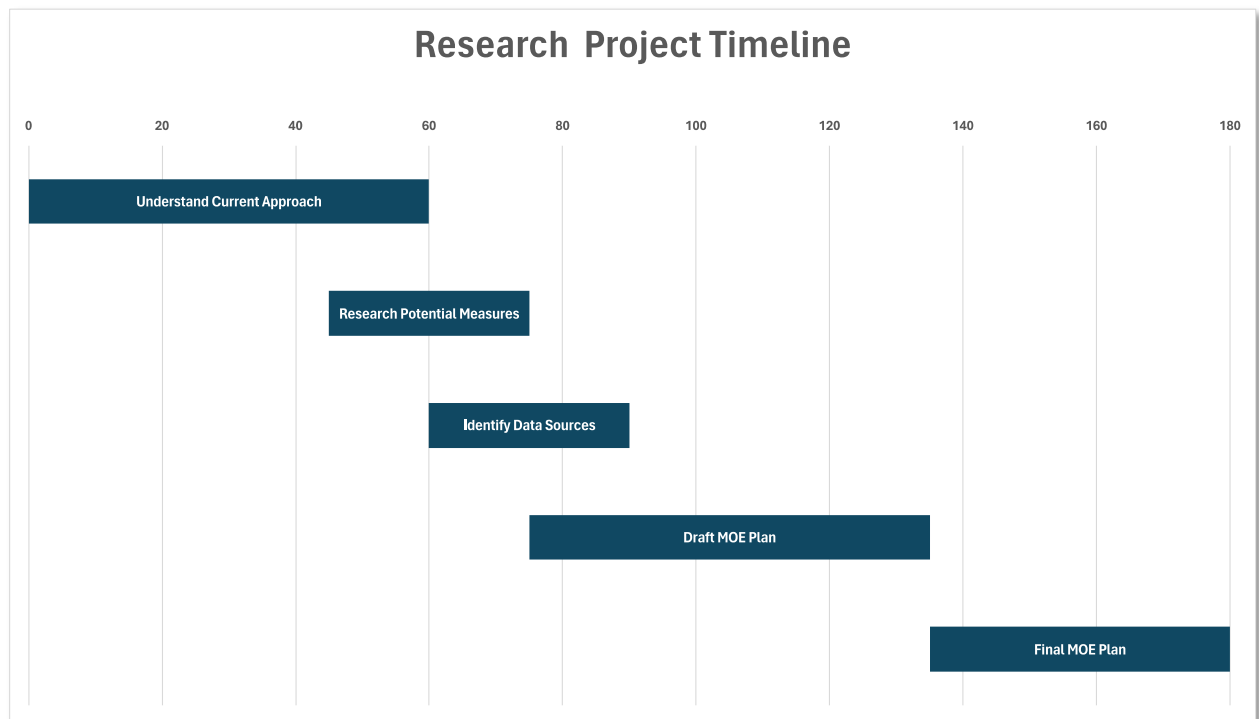 Research  Project Timeline
0 20 40 60 80 100 120 140 160 180
Understand Current Approach
Research Potential Measures
Identify Data Sources
Draft MOE Plan
Final MOE Plan